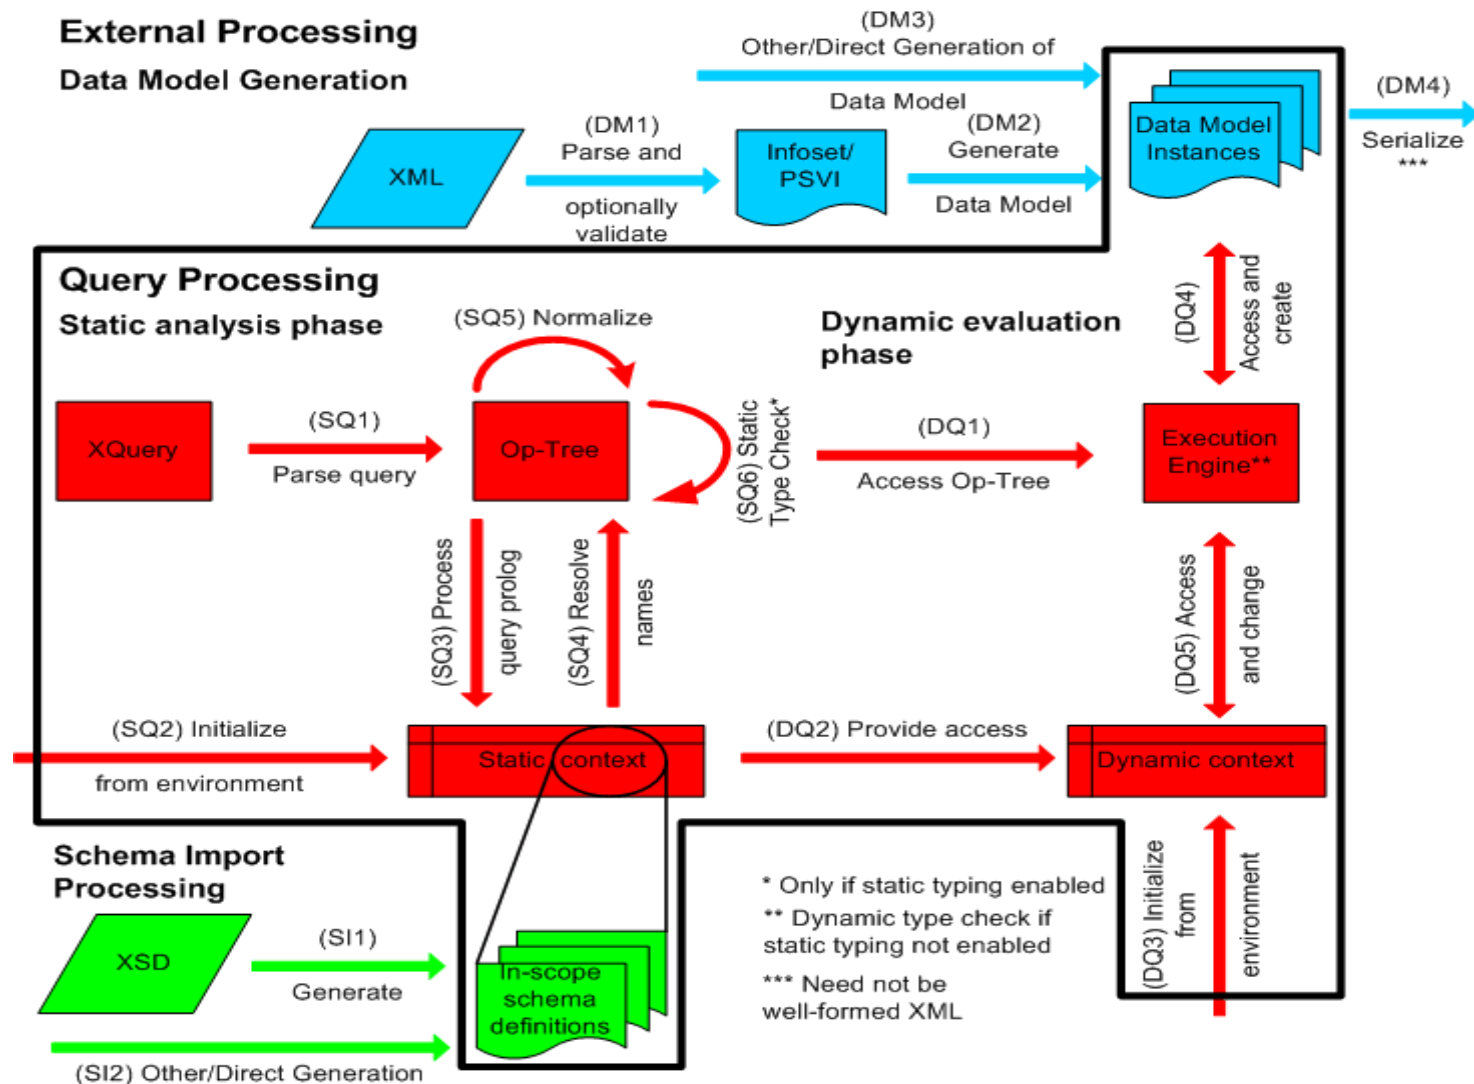 External Processing
Data Model Generation
(DM3)
Other/Direct Generation of
Data Model
XML
(DM1)
Parse and
optionally
validate
Infoset/
PSVI
(DM2)
Generate
Data Model
Data Model
Instances
(DM4)
Serialize
***
Query Processing
Static analysis phase
(SQ5) Normalize
Dynamic evaluation
phase
(DQ4)
Access and
create
XQuery
(SQ1)
Parse query
Op-Tree
(SQ6) Static
Type Check*
(DQ1)
Access Op-Tree
Execution
Engine**
(SQ3) Process
query prolog
(SQ4) Resolve
names
(DQ5) Access
and change
(SQ2) Initialize
from environment
Static context
(DQ2) Provide access
Dynamic context
Schema Import
Processing
XSD
(SI1)
Generate
In-scope
schema
definitions
(SI2) Other/Direct Generation
* Only if static typing enabled
** Dynamic type check if
static typing not enabled
*** Need not be
well-formed XML
(DQ3) Initialize
from
environment